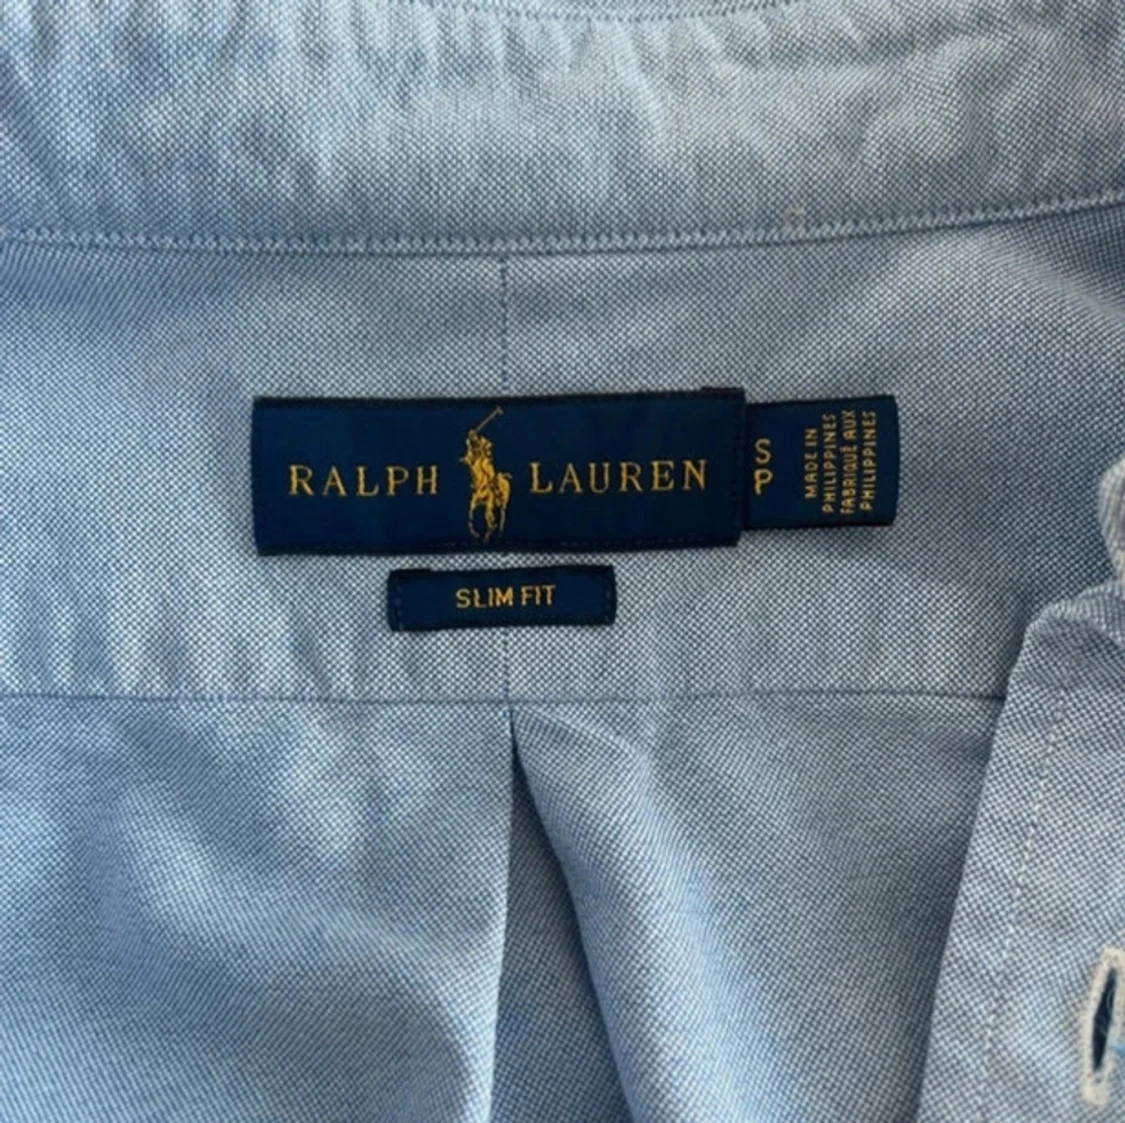 RALPH LAUREN
S
P
MADE IN
PHILIPPINES
FABRIQUÉ AUX
PHILIPPINES
SLIM FIT